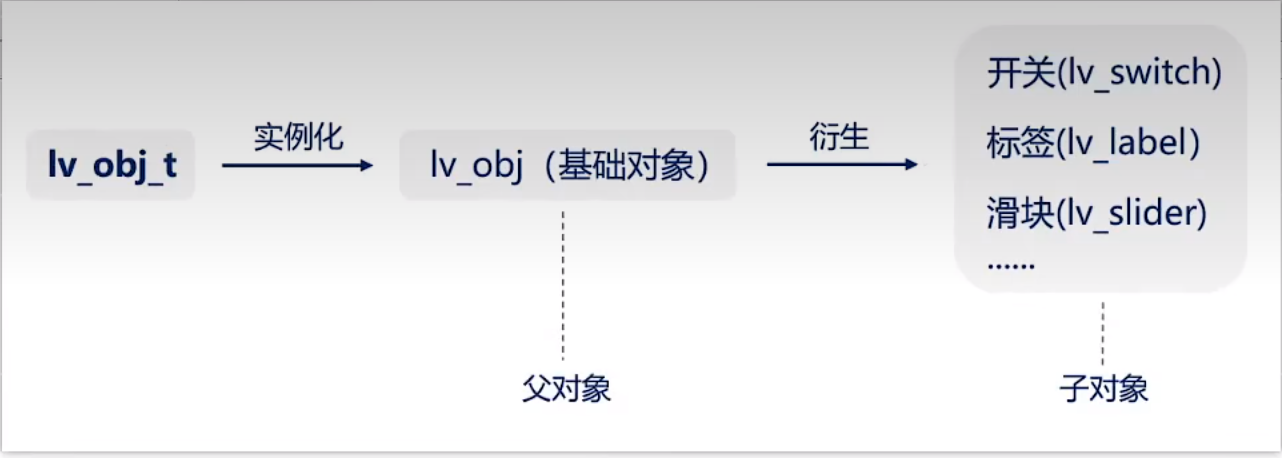 lv_obj_t
实例化
lv_obj（基础对象）
衍生
开关(lv_switch)
标签(lv_label）
滑块(lv_slider)
......
父对象
子对象